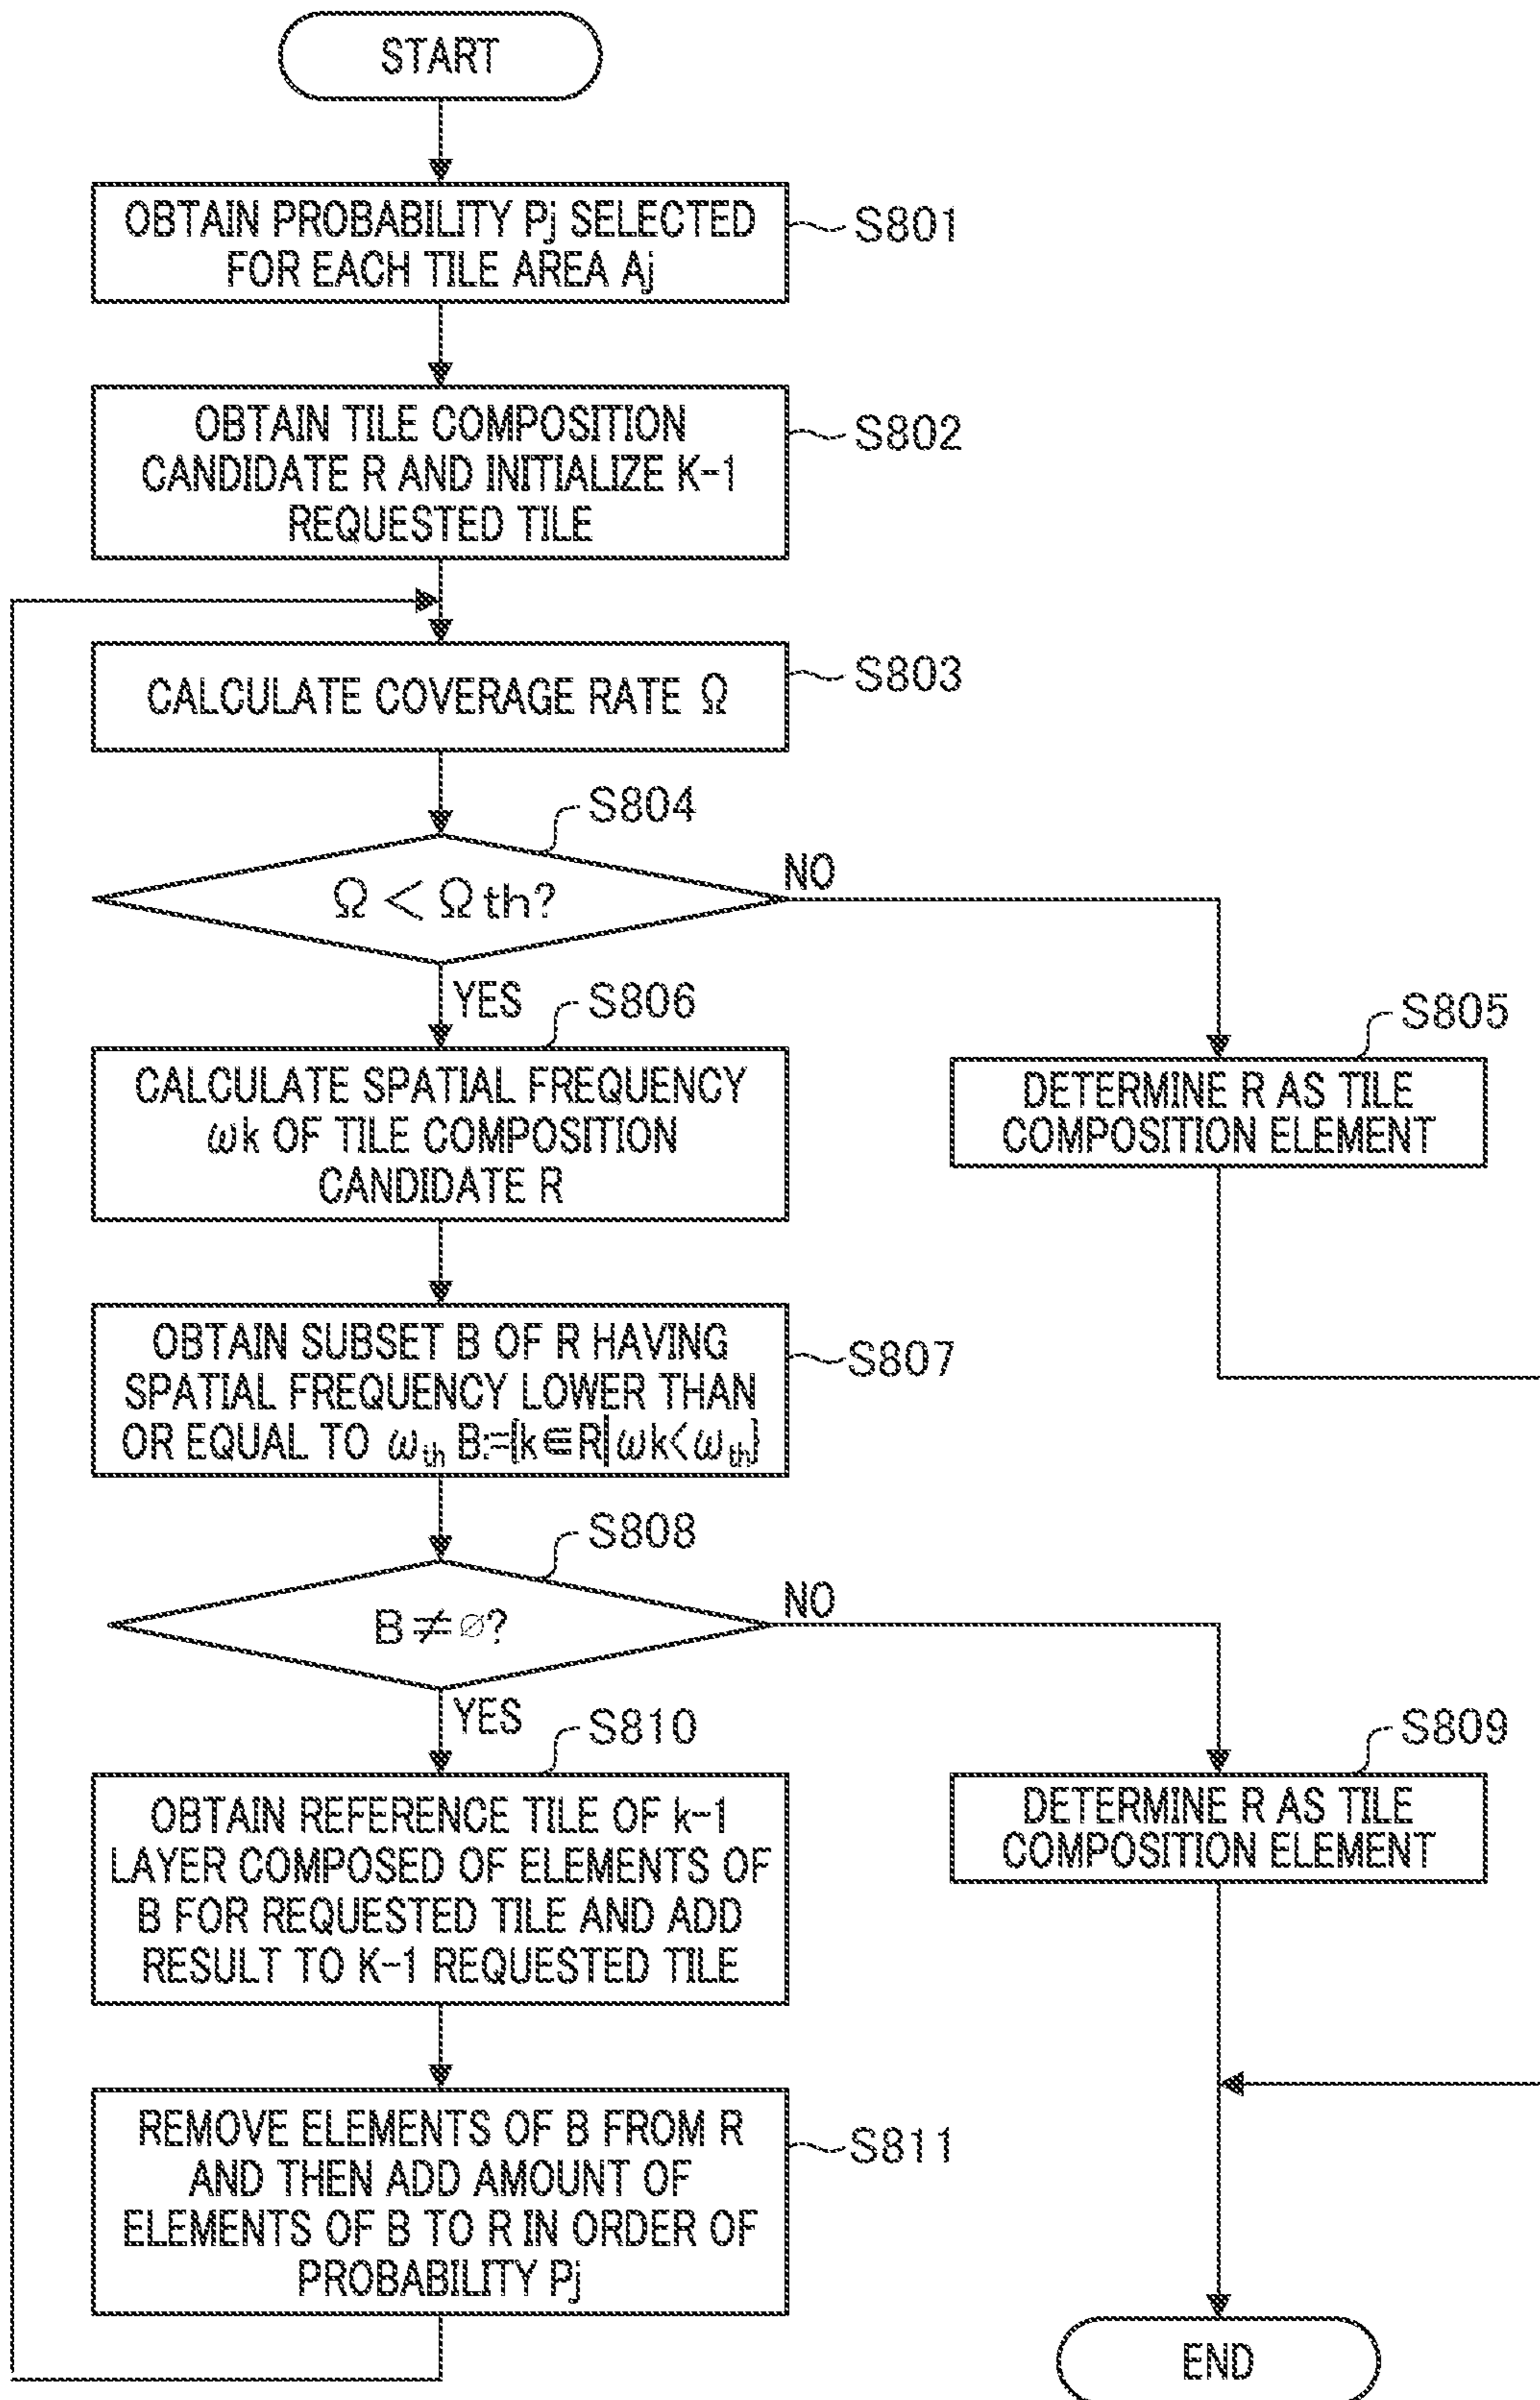 START
OBTAIN PROBABILITY Pj SELECTED
FOR EACH TILE AREA Aj
S801
OBTAIN TILE COMPOSITION
CANDIDATE R AND INITIALIZE K-1
REQUESTED TILE
S802
CALCULATE COVERAGE RATE Ω
S803
S804
Ω < Ω th?
NO
YES
S806
CALCULATE SPATIAL FREQUENCY
ωk OF TILE COMPOSITION
CANDIDATE R
S805
DETERMINE R AS TILE
COMPOSITION ELEMENT
OBTAIN SUBSET B OF R HAVING
SPATIAL FREQUENCY LOWER THAN
OR EQUAL TO ωth B:={k∈R|ωk<ωth}
S807
S808
B≠∅?
NO
YES
S810
OBTAIN REFERENCE TILE OF k-1
LAYER COMPOSED OF ELEMENTS OF
B FOR REQUESTED TILE AND ADD
RESULT TO K-1 REQUESTED TILE
S809
DETERMINE R AS TILE
COMPOSITION ELEMENT
REMOVE ELEMENTS OF B FROM R
AND THEN ADD AMOUNT OF
ELEMENTS OF B TO R IN ORDER OF
PROBABILITY Pj
S811
END